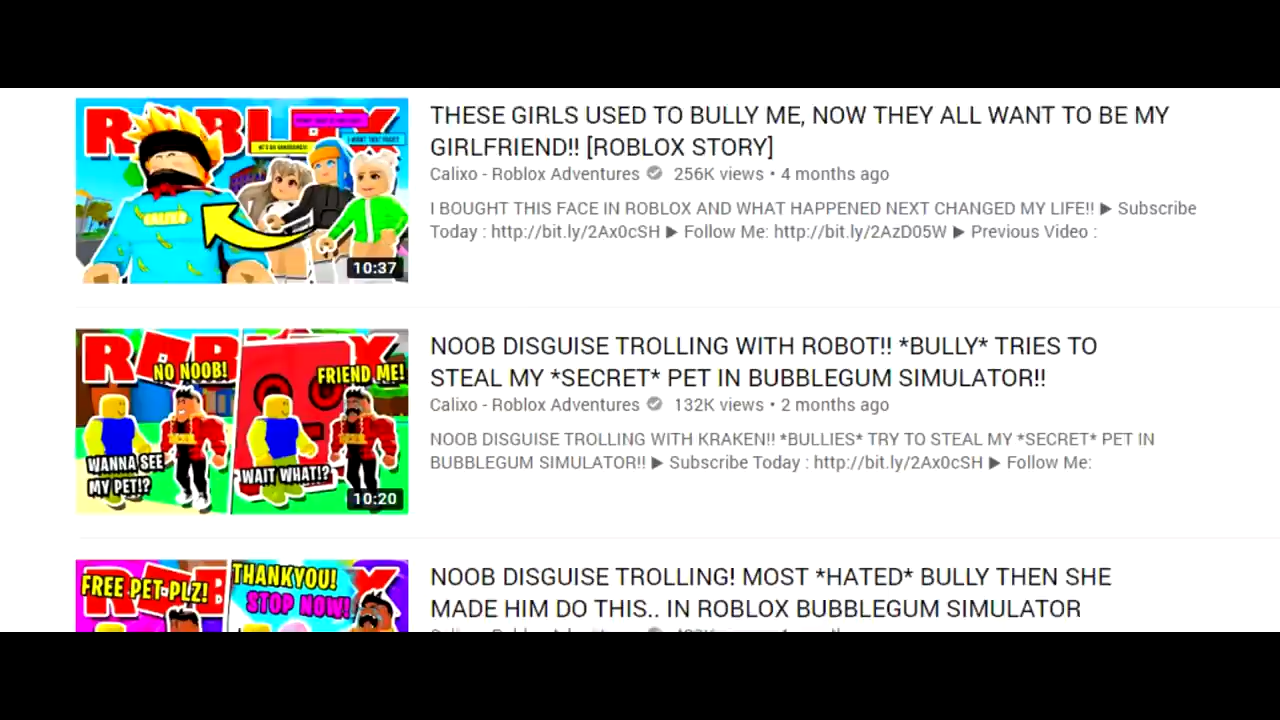 ROBLOX
CALIXO
10:37
THESE GIRLS USED TO BULLY ME, NOW THEY ALL WANT TO BE MY
GIRLFRIEND!! [ROBLOX STORY]
Calixo - Roblox Adventures 256K views • 4 months ago
I BOUGHT THIS FACE IN ROBLOX AND WHAT HAPPENED NEXT CHANGED MY LIFE!! ▶ Subscribe
Today : http://bit.ly/2Ax0cSH ▶ Follow Me: http://bit.ly/2AzD05W ▶ Previous Video :
NO NOOB!
FRIEND ME!
WANNA SEE
MY PET!?
WAIT WHAT!?
10:20
NOOB DISGUISE TROLLING WITH ROBOT!! *BULLY* TRIES TO
STEAL MY *SECRET* PET IN BUBBLEGUM SIMULATOR!!
Calixo - Roblox Adventures 132K views • 2 months ago
NOOB DISGUISE TROLLING WITH KRAKEN!! *BULLIES* TRY TO STEAL MY *SECRET* PET IN
BUBBLEGUM SIMULATOR!! ▶ Subscribe Today : http://bit.ly/2Ax0cSH ▶ Follow Me:
FREE PET PLZ!
THANKYOU!
STOP NOW!
NOOB DISGUISE TROLLING! MOST *HATED* BULLY THEN SHE
MADE HIM DO THIS.. IN ROBLOX BUBBLEGUM SIMULATOR